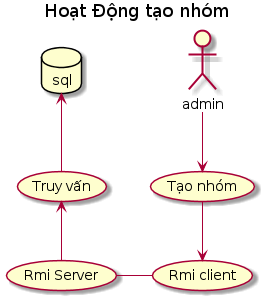 Hoạt Động tạo nhóm
sql
admin
Truy vấn
Tạo nhóm
Rmi Server
Rmi client